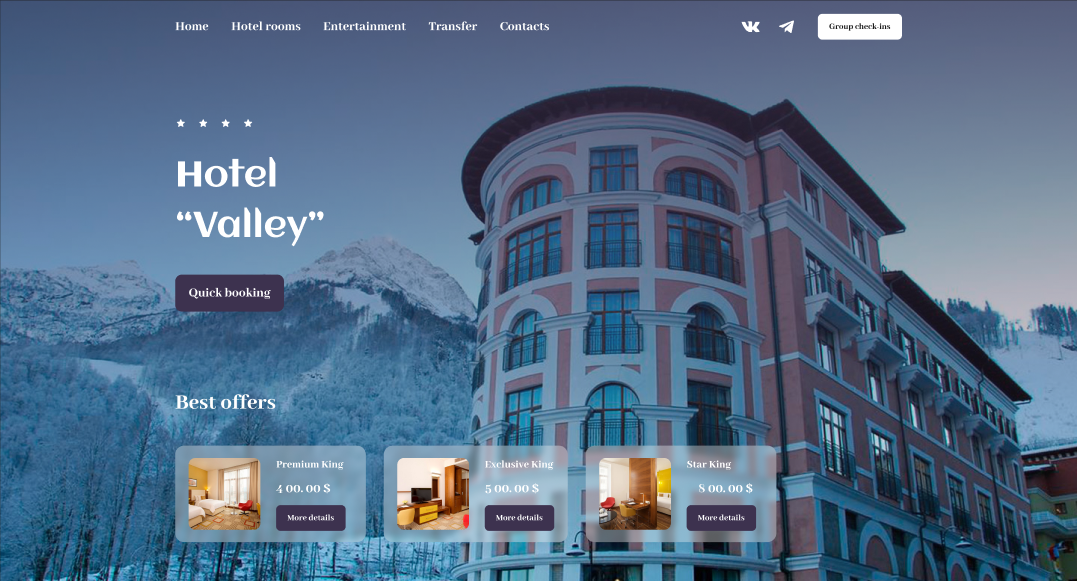 Home Hotel rooms Entertainment Transfer Contacts Group check-ins
Hotel
“Valley”
Quick booking
Best offers
Premium King
4 00. 00 $
More details
Exclusive King
5 00. 00 $
More details
Star King
8 00. 00 $
More details